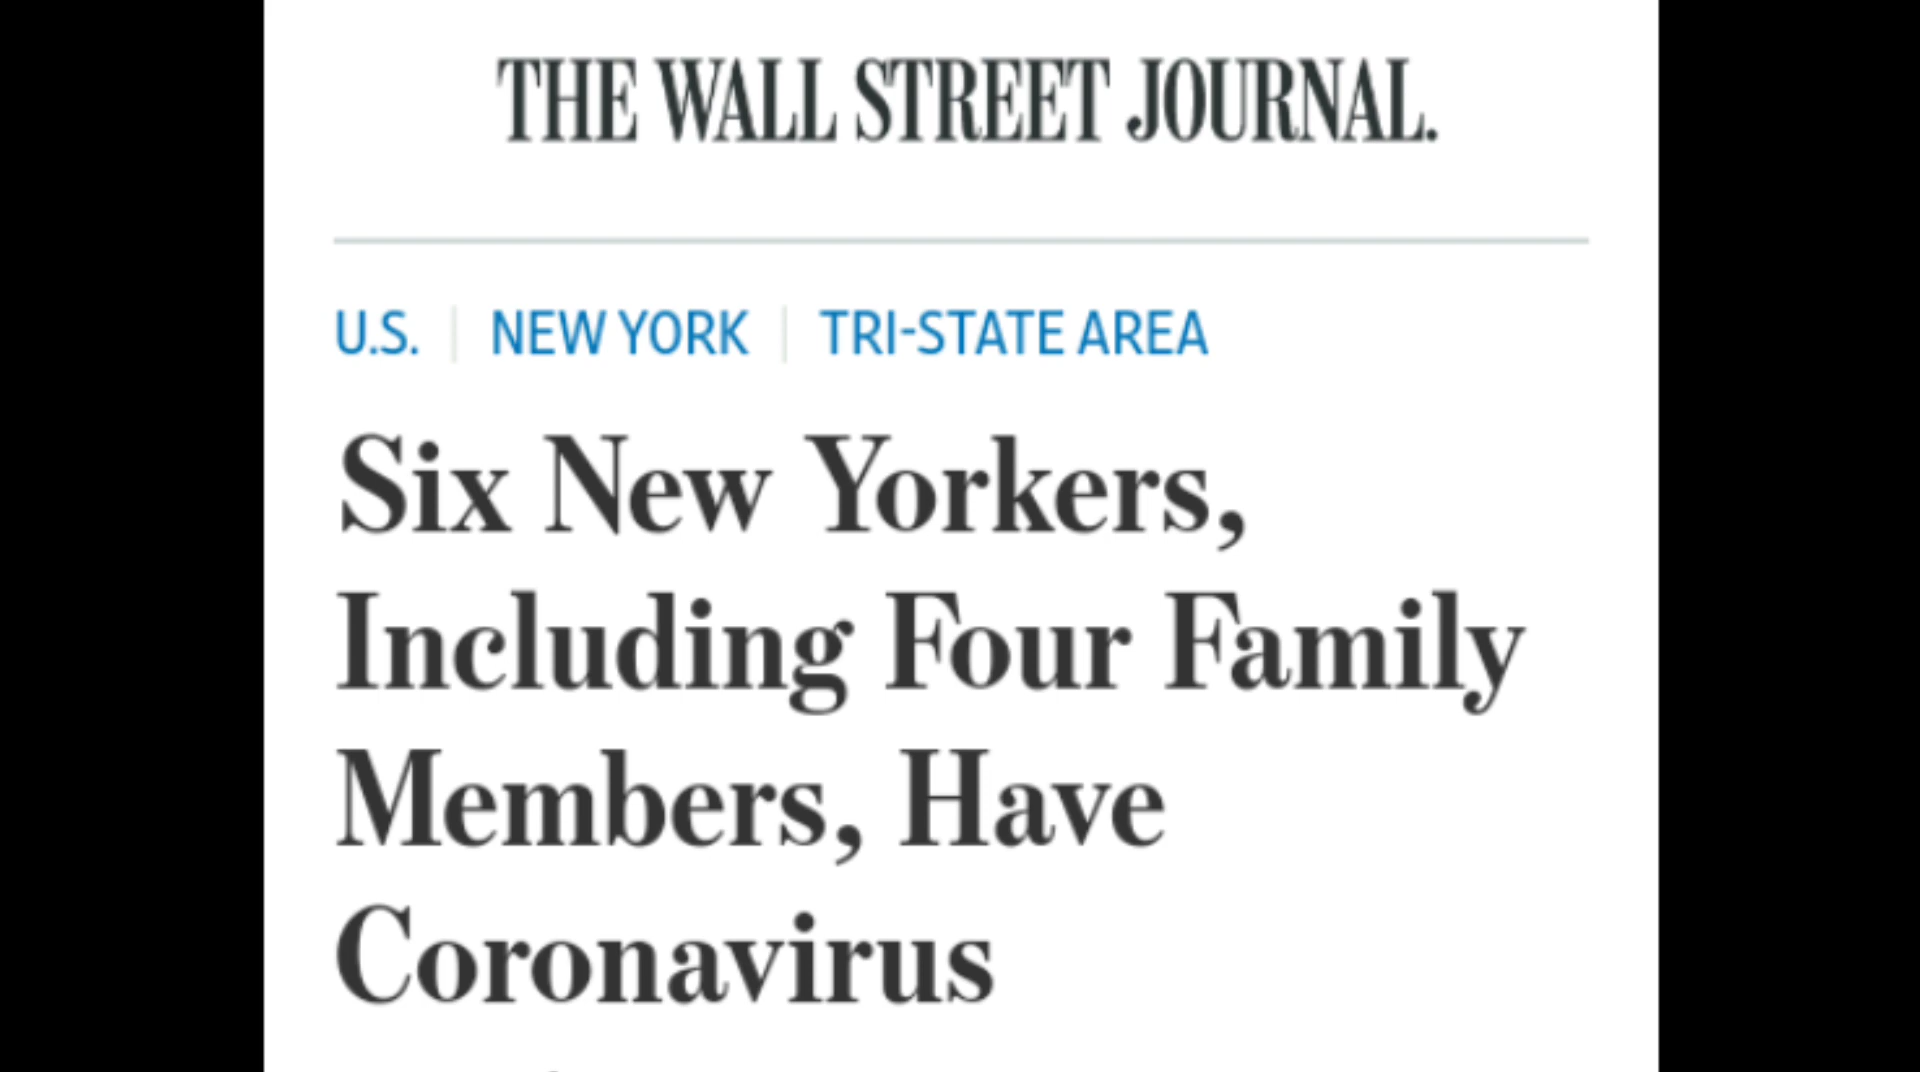 THE WALL STREET JOURNAL.
U.S. | NEW YORK | TRI-STATE AREA
Six New Yorkers,
Including Four Family
Members, Have
Coronavirus